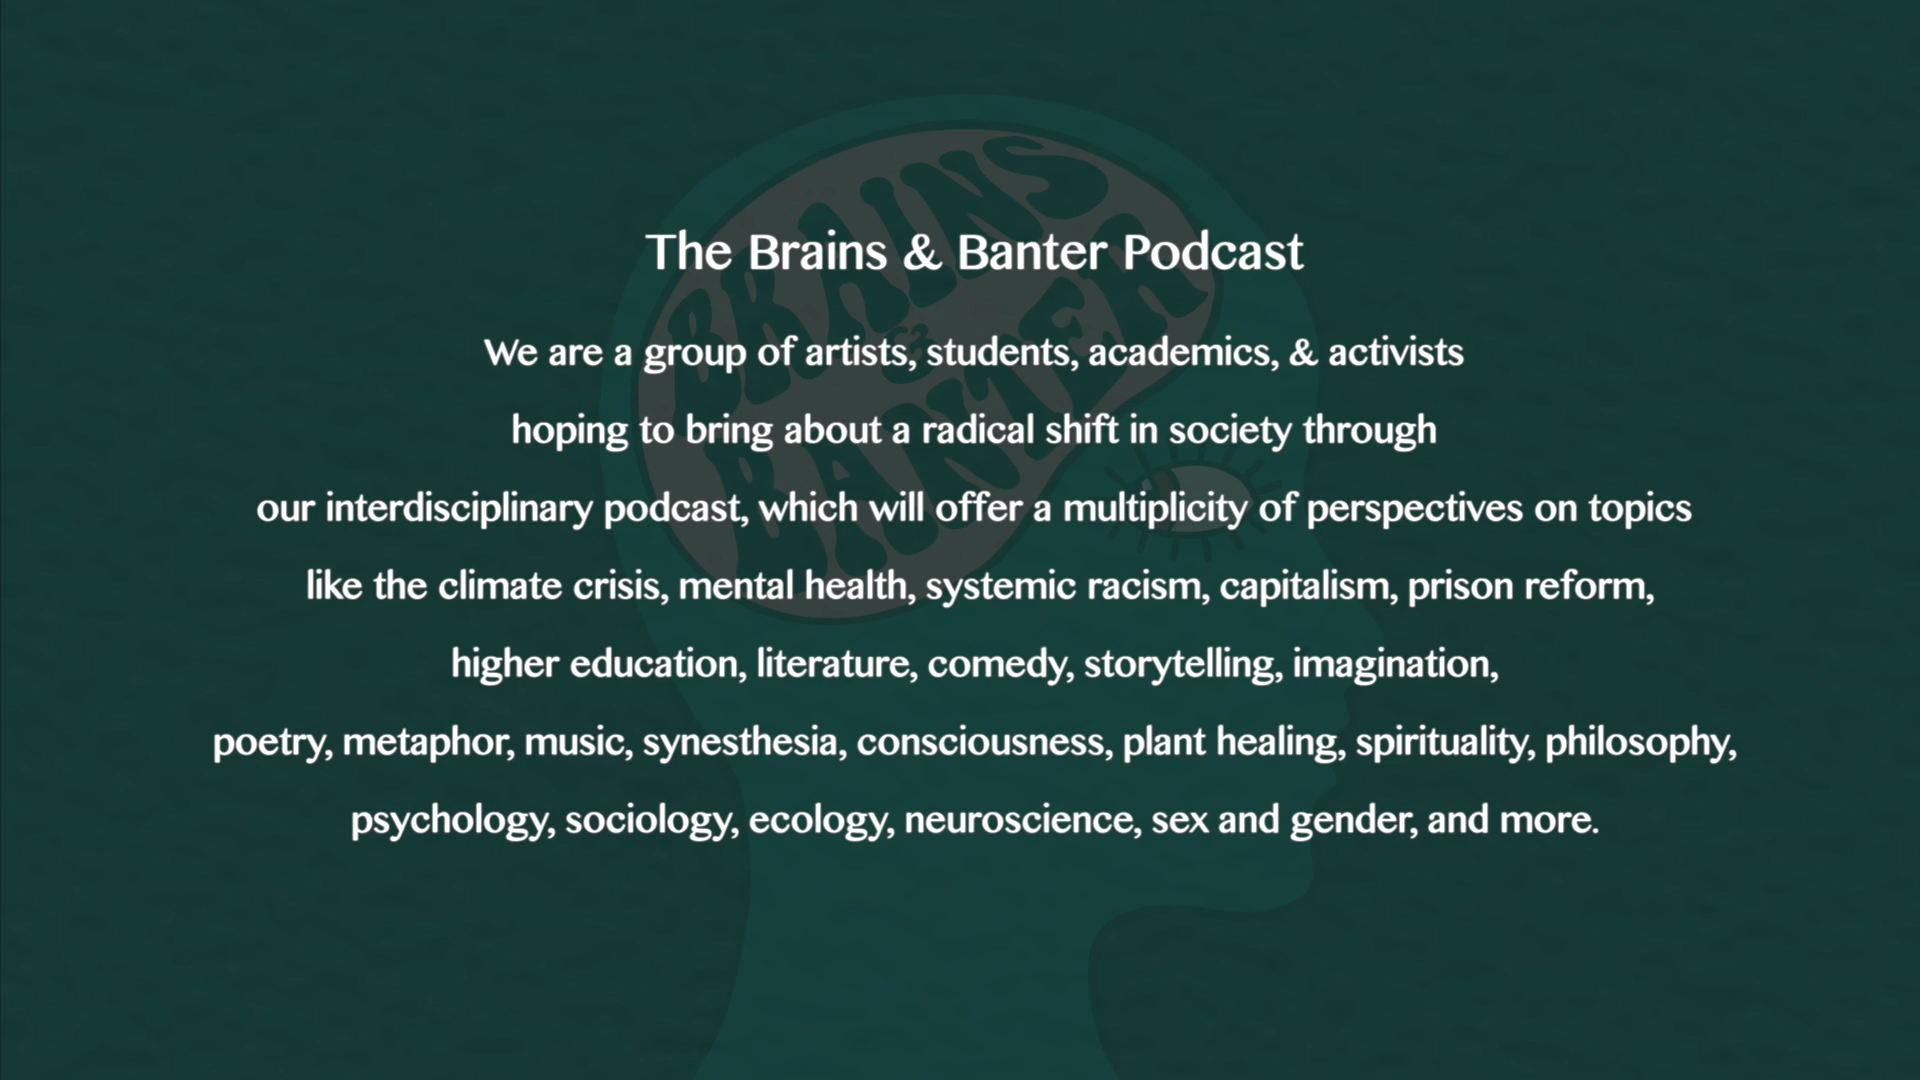 The Brains & Banter Podcast
We are a group of artists, students, academics, & activists
hoping to bring about a radical shift in society through
our interdisciplinary podcast, which will offer a multiplicity of perspectives on topics
like the climate crisis, mental health, systemic racism, capitalism, prison reform,
higher education, literature, comedy, storytelling, imagination,
poetry, metaphor, music, synesthesia, consciousness, plant healing, spirituality, philosophy,
psychology, sociology, ecology, neuroscience, sex and gender, and more.
BRAINS
&
BANTER